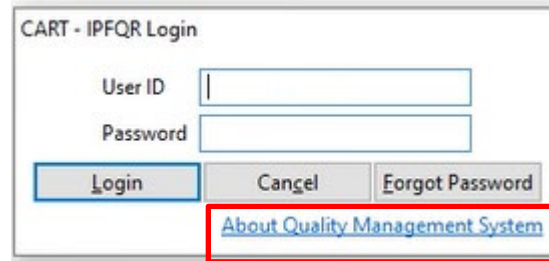 CART - IPFQR Login
User ID
Password
Login Cancel Forgot Password
About Quality Management System